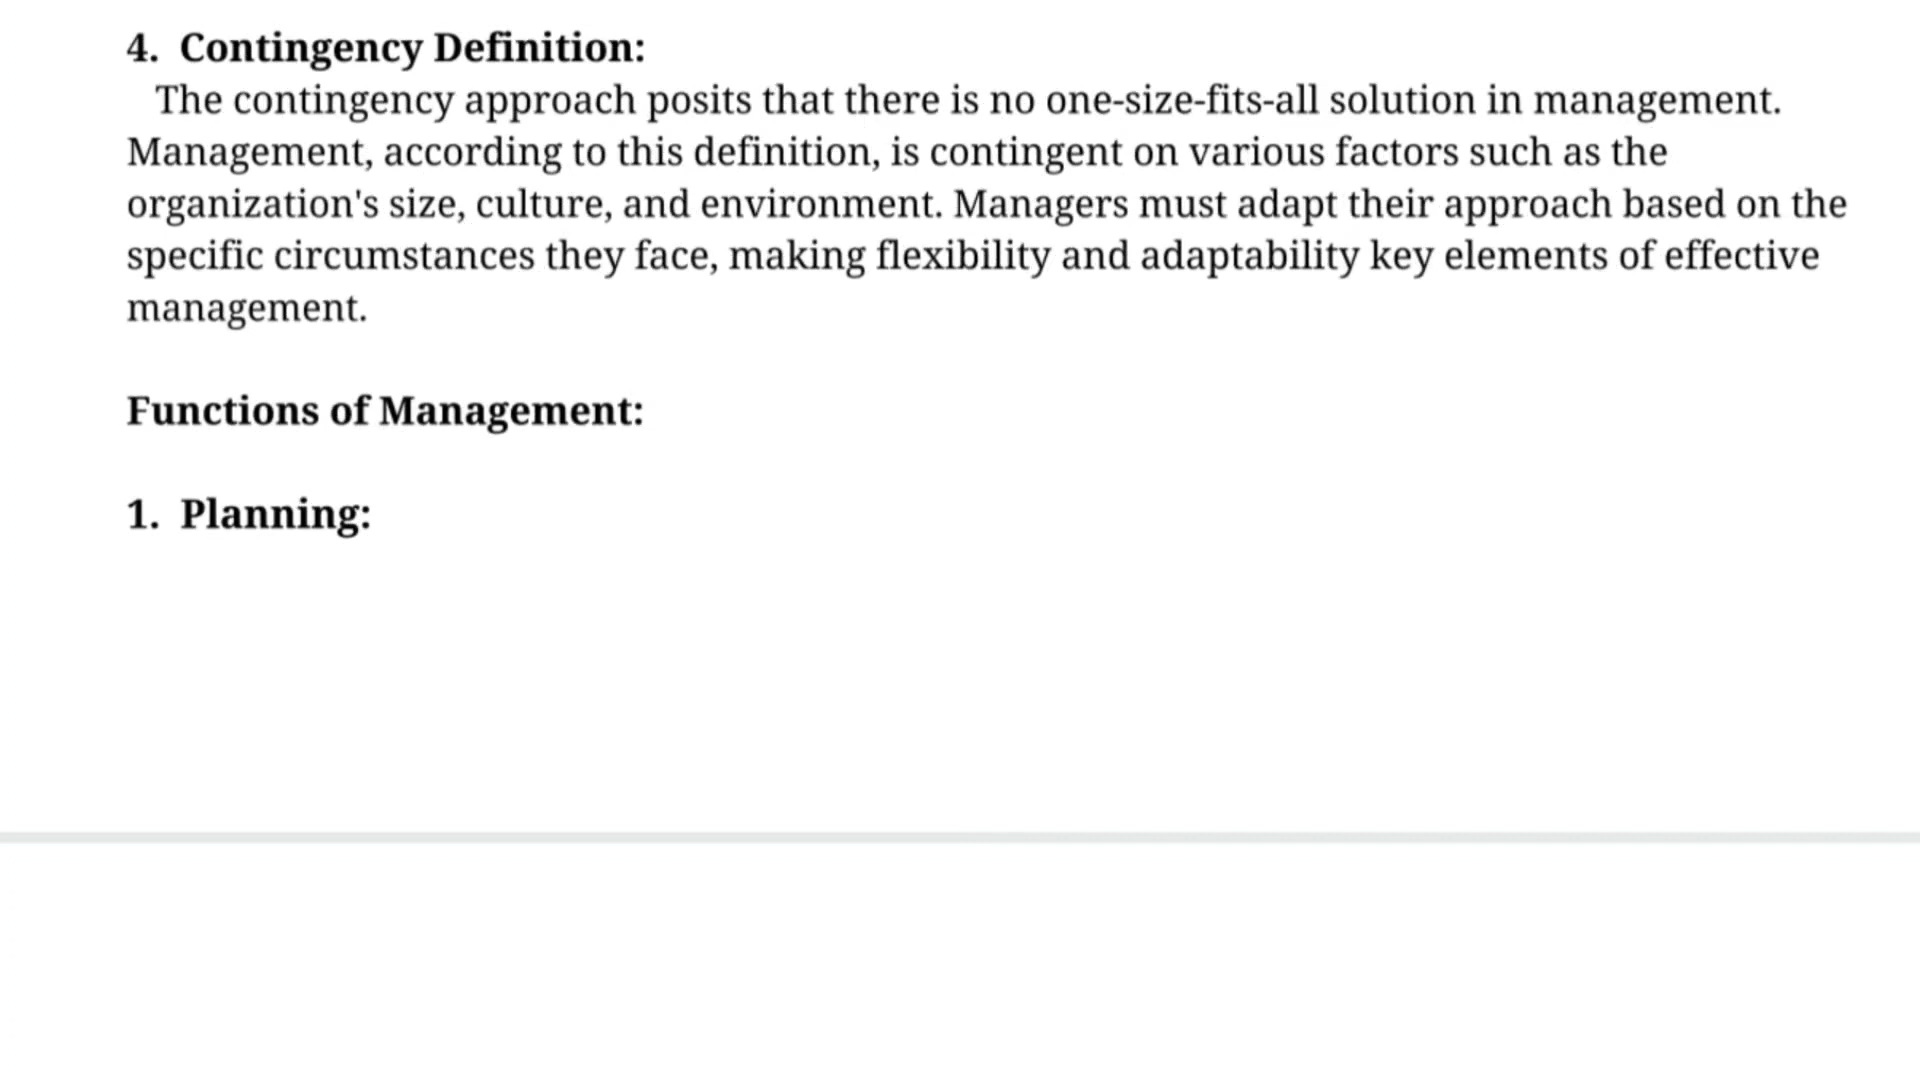 4. Contingency Definition:
The contingency approach posits that there is no one-size-fits-all solution in management.
Management, according to this definition, is contingent on various factors such as the
organization's size, culture, and environment. Managers must adapt their approach based on the
specific circumstances they face, making flexibility and adaptability key elements of effective
management.
Functions of Management:
1. Planning: